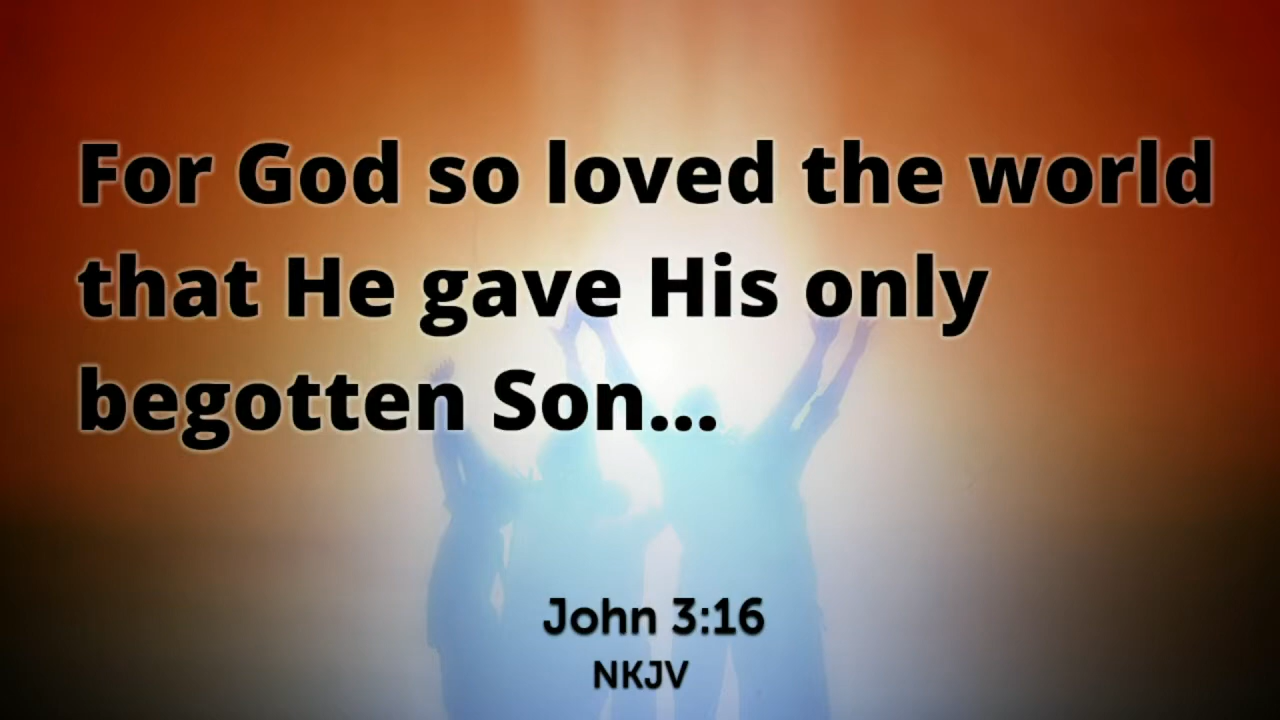 For God so loved the world
that He gave His only
begotten Son...
John 3:16
NKJV